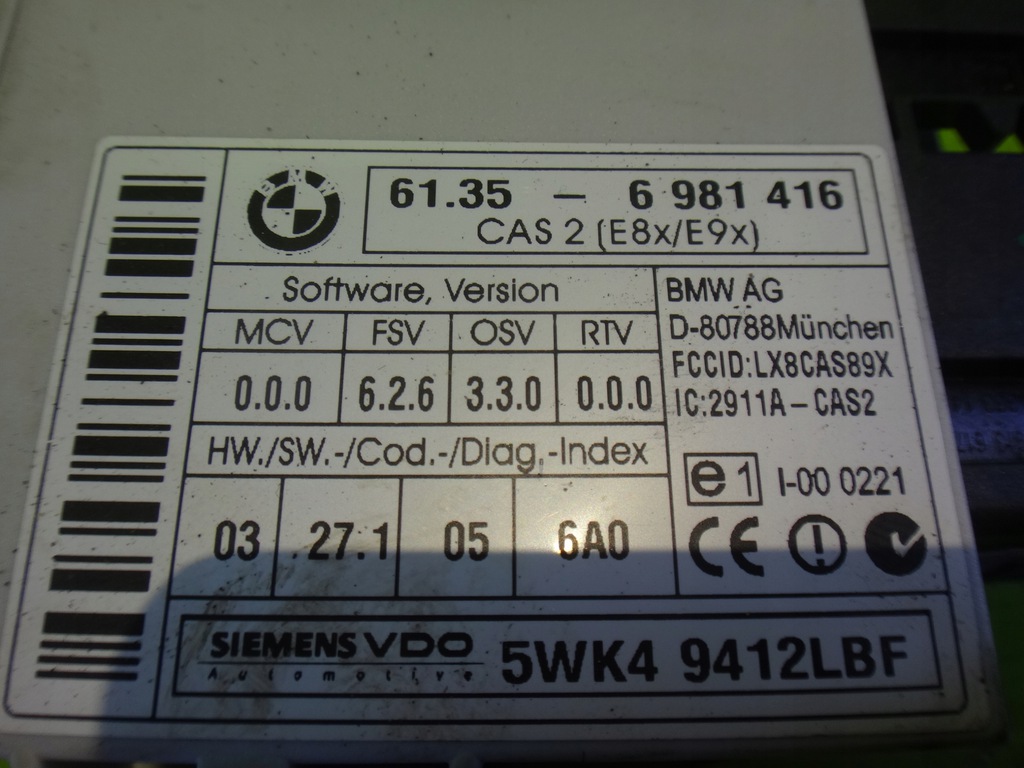 BMW
61.35 – 6 981 416
CAS 2 (E8x/E9x)
Software, Version
MCV FSV OSV RTV
0.0.0 6.2.6 3.3.0 0.0.0
HW./SW.-/Cod.-/Diag.-Index
03 27.1 05 6A0
BMW AG
D-80788München
FCCID:LX8CAS89X
IC:2911A – CAS2
e1 I-00 0221
CE
SIEMENS VDO
Automotive
5WK4 9412LBF